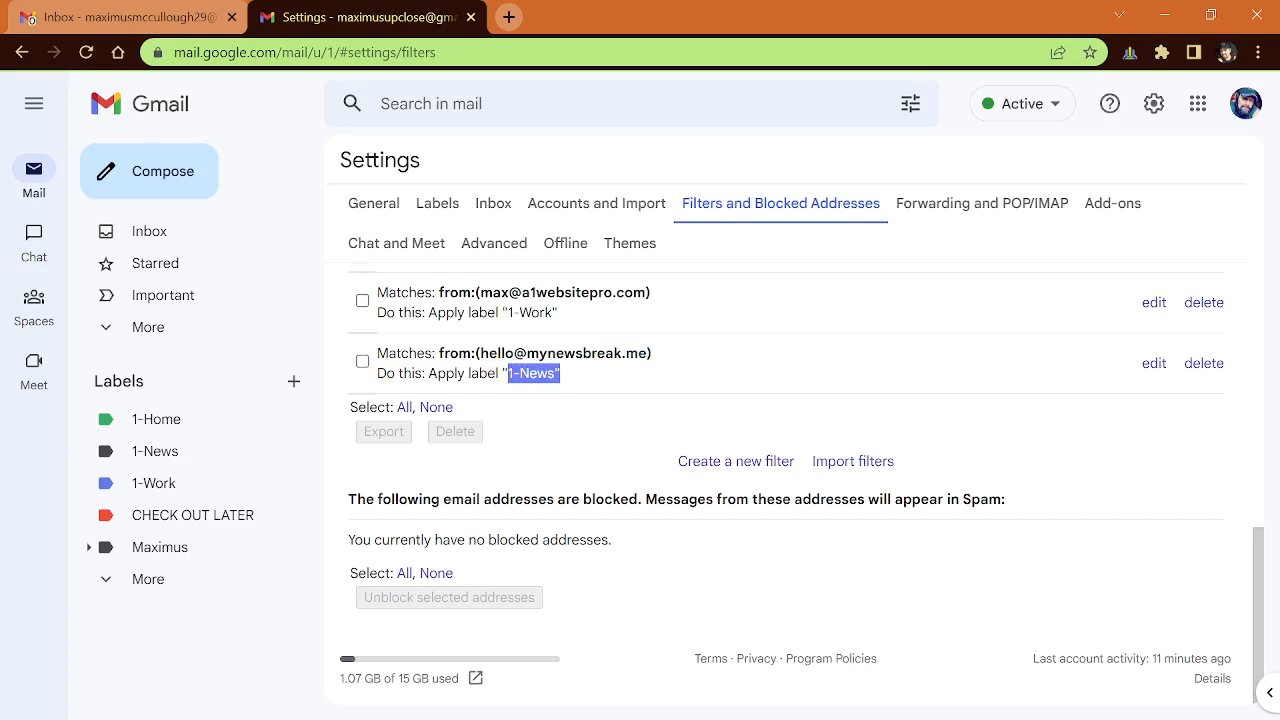 Inbox - maximusmccullough29@
Settings - maximusupclose@gma
mail.google.com/mail/u/1/#settings/filters
Gmail
Search in mail
Active
Mail
Chat
Spaces
Meet
Compose
Inbox
Starred
Important
More
Labels
1-Home
1-News
1-Work
CHECK OUT LATER
Maximus
More
Settings
General Labels Inbox Accounts and Import Filters and Blocked Addresses Forwarding and POP/IMAP Add-ons
Chat and Meet Advanced Offline Themes
Matches: from:(max@a1websitepro.com)
Do this: Apply label "1-Work"
edit delete
Matches: from:(hello@mynewsbreak.me)
Do this: Apply label "1-News"
edit delete
Select: All, None
Export Delete
Create a new filter Import filters
The following email addresses are blocked. Messages from these addresses will appear in Spam:
You currently have no blocked addresses.
Select: All, None
Unblock selected addresses
1.07 GB of 15 GB used
Terms · Privacy · Program Policies
Last account activity: 11 minutes ago
Details